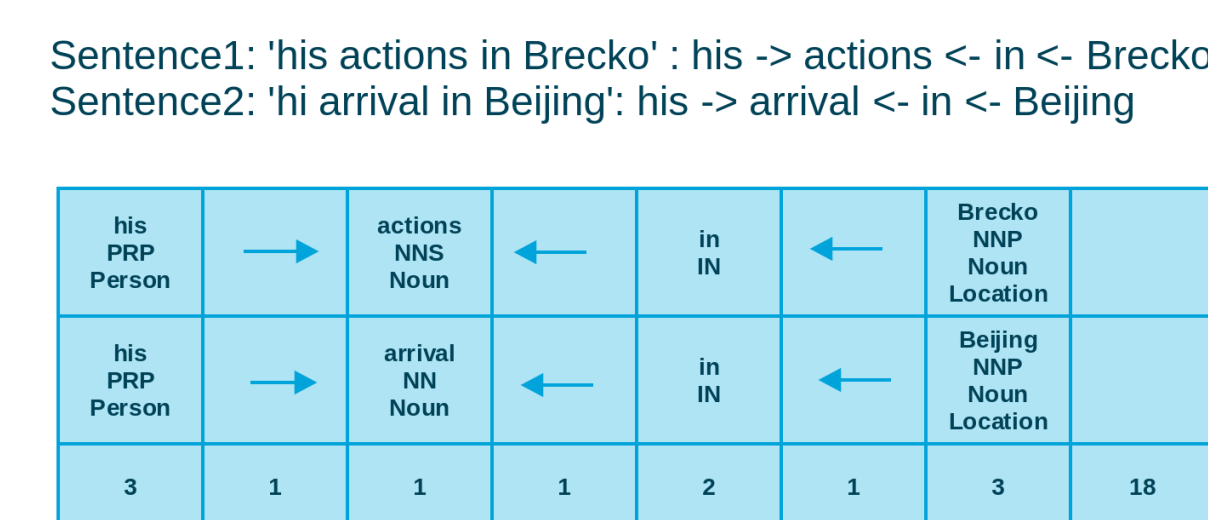 Sentence1: 'his actions in Brecko' : his -> actions <- in <- Brecko
Sentence2: 'hi arrival in Beijing': his -> arrival <- in <- Beijing
his
PRP
Person
actions
NNS
Noun
in
IN
Brecko
NNP
Noun
Location
his
PRP
Person
arrival
NN
Noun
in
IN
Beijing
NNP
Noun
Location
3 1 1 1 2 1 3 18